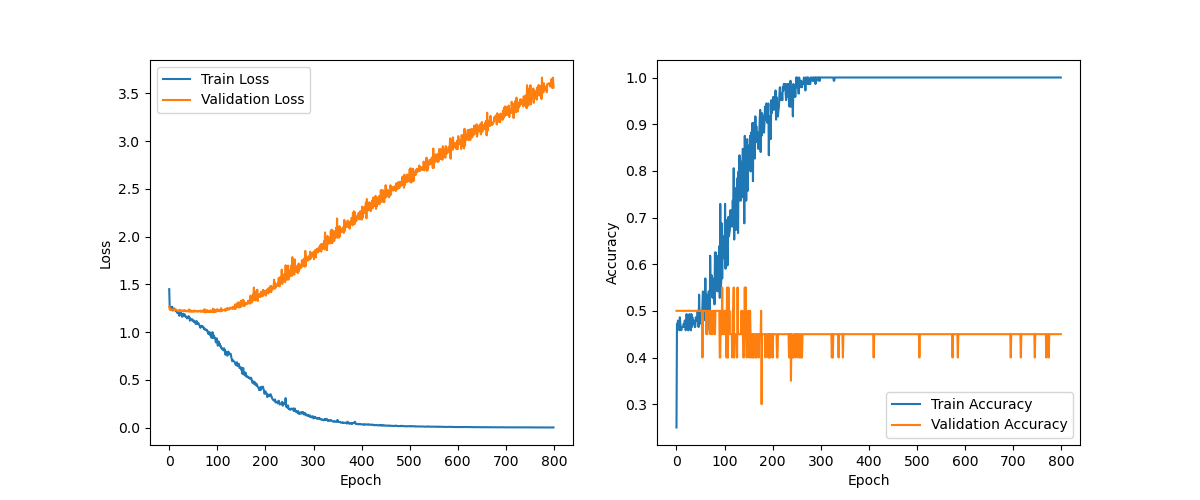 Train Loss
Validation Loss
3.5
3.0
2.5
2.0
1.5
1.0
0.5
0.0
Loss
0 100 200 300 400 500 600 700 800
Epoch
1.0
0.9
0.8
0.7
0.6
0.5
0.4
0.3
Accuracy
Train Accuracy
Validation Accuracy
0 100 200 300 400 500 600 700 800
Epoch